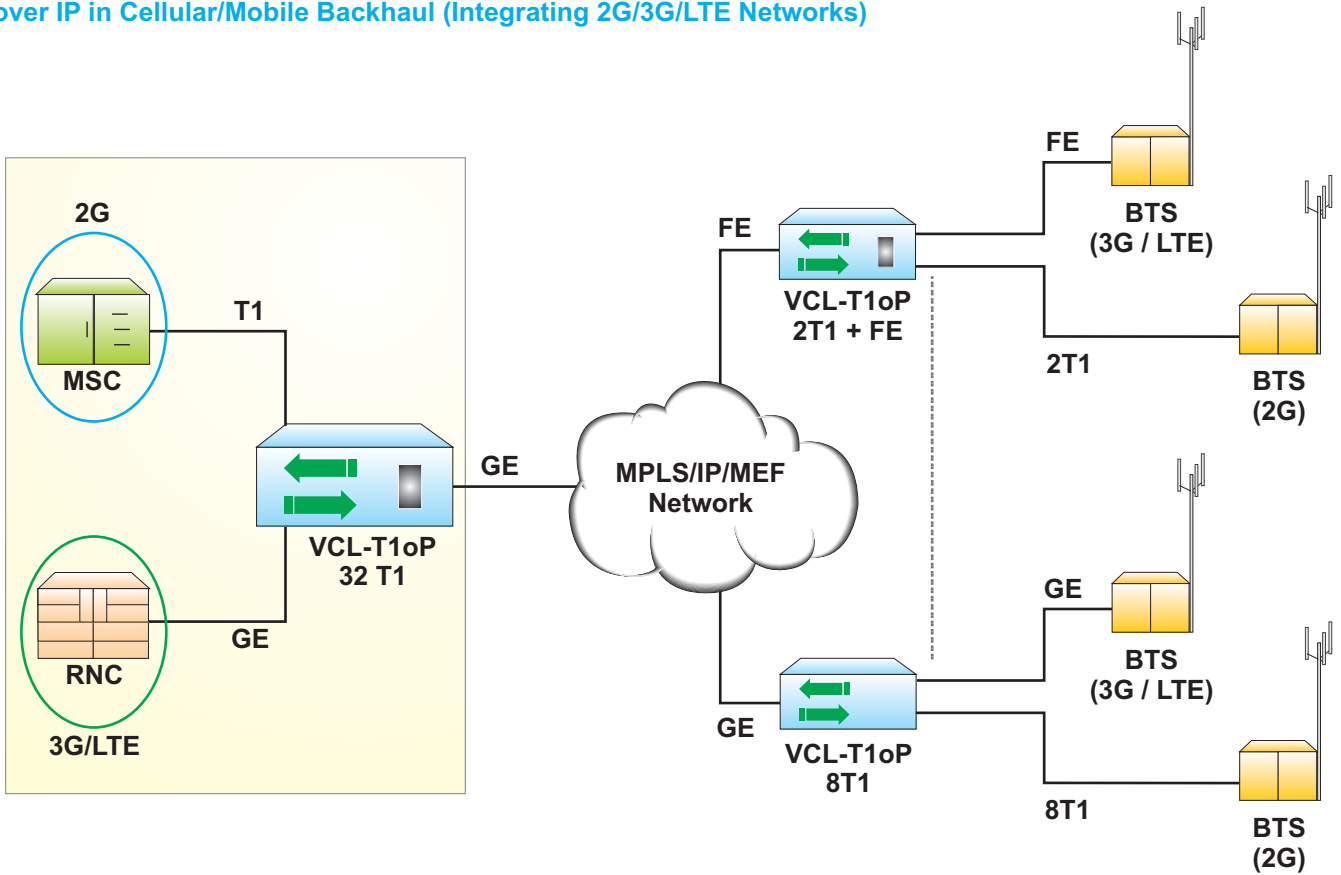 over IP in Cellular/Mobile Backhaul (Integrating 2G/3G/LTE Networks)
2G
MSC
T1
VCL-T1oP
32 T1
GE
RNC
3G/LTE
GE
MPLS/IP/MEF
Network
FE
VCL-T1oP
2T1 + FE
FE
BTS
(3G / LTE)
2T1
BTS
(2G)
GE
VCL-T1oP
8T1
GE
BTS
(3G / LTE)
8T1
BTS
(2G)